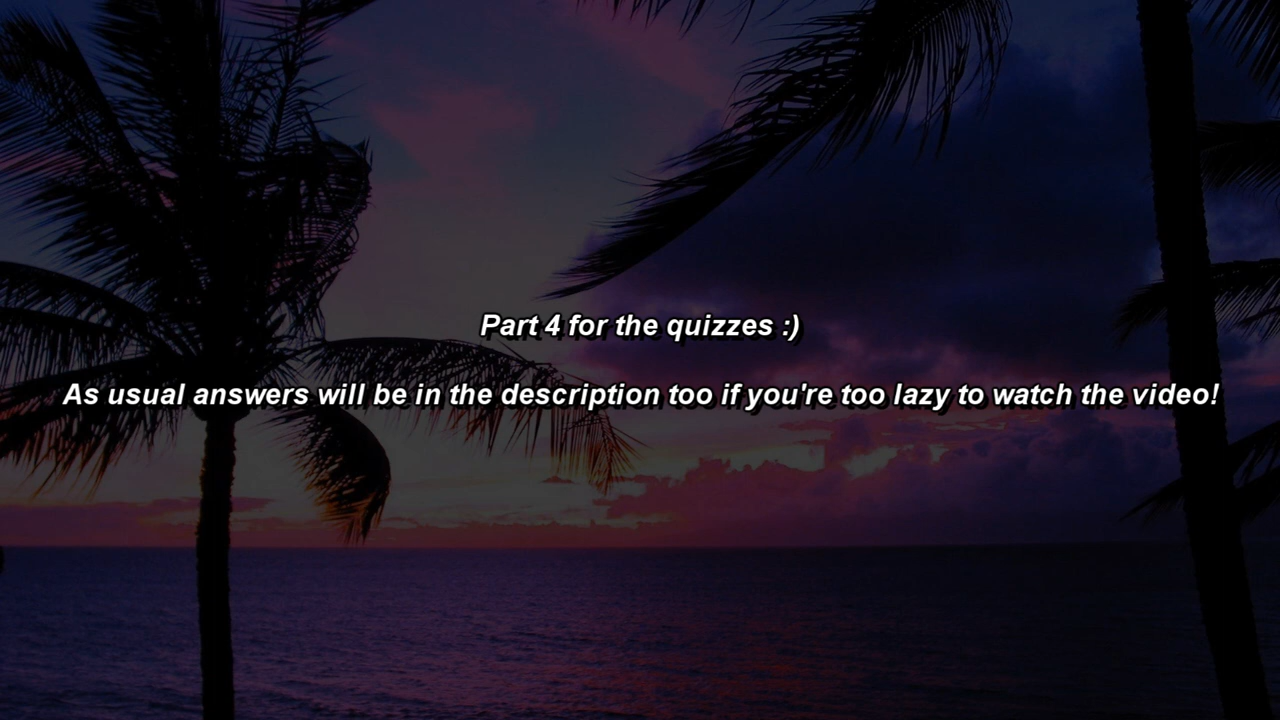 Part 4 for the quizzes :)
As usual answers will be in the description too if you're too lazy to watch the video!